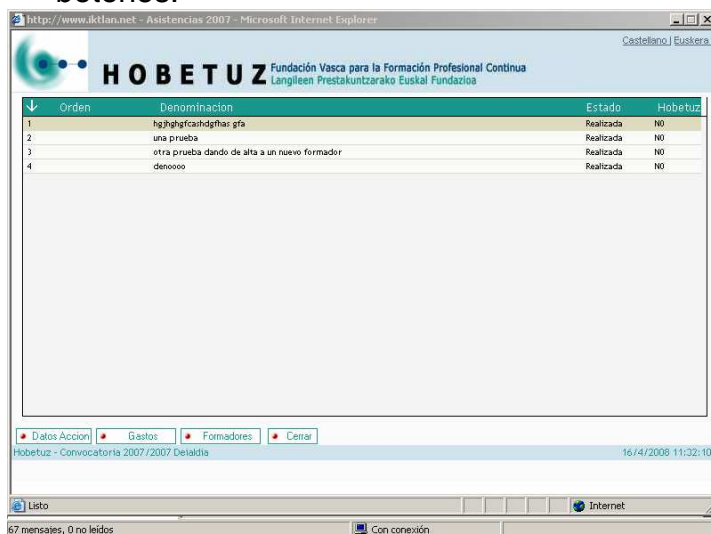 botones.
http://www.iktlan.net - Asistencias 2007 - Microsoft Internet Explorer
Castellano | Euskera
HOBETUZ Fundación Vasca para la Formación Profesional Continua
Langileen Prestakuntzarako Euskal Fundazioa
Orden Denominacion Estado Hobetuz
1 hgjhghgfcashdgfhas gfa Realizada NO
2 una prueba Realizada NO
3 otra prueba dando de alta a un nuevo formador Realizada NO
4 denoooo Realizada NO
Datos Accion Gastos Formadores Cerrar
Hobetuz - Convocatoria 2007/2007 Deialdia 16/4/2008 11:32:10
Listo Internet
67 mensajes, 0 no leídos Con conexión